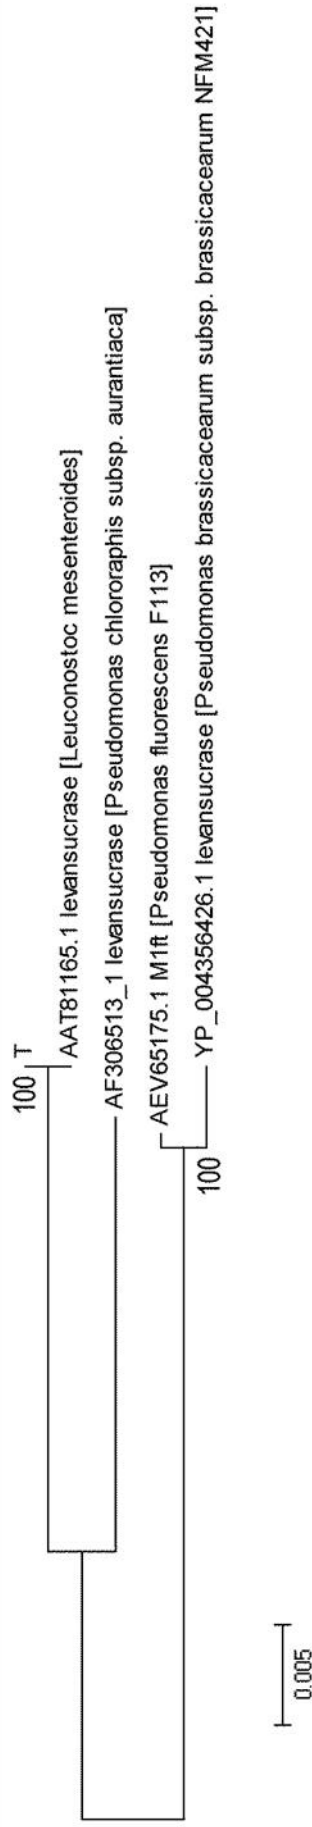 100
T
AAT81165.1 levansucrase [Leuconostoc mesenteroides]
AF306513_1 levansucrase [Pseudomonas chlororaphis subsp. aurantiaca]
AEV65175.1 M1ft [Pseudomonas fluorescens F113]
100
YP_004356426.1 levansucrase [Pseudomonas brassicacearum subsp. brassicacearum NFM421]
0.005